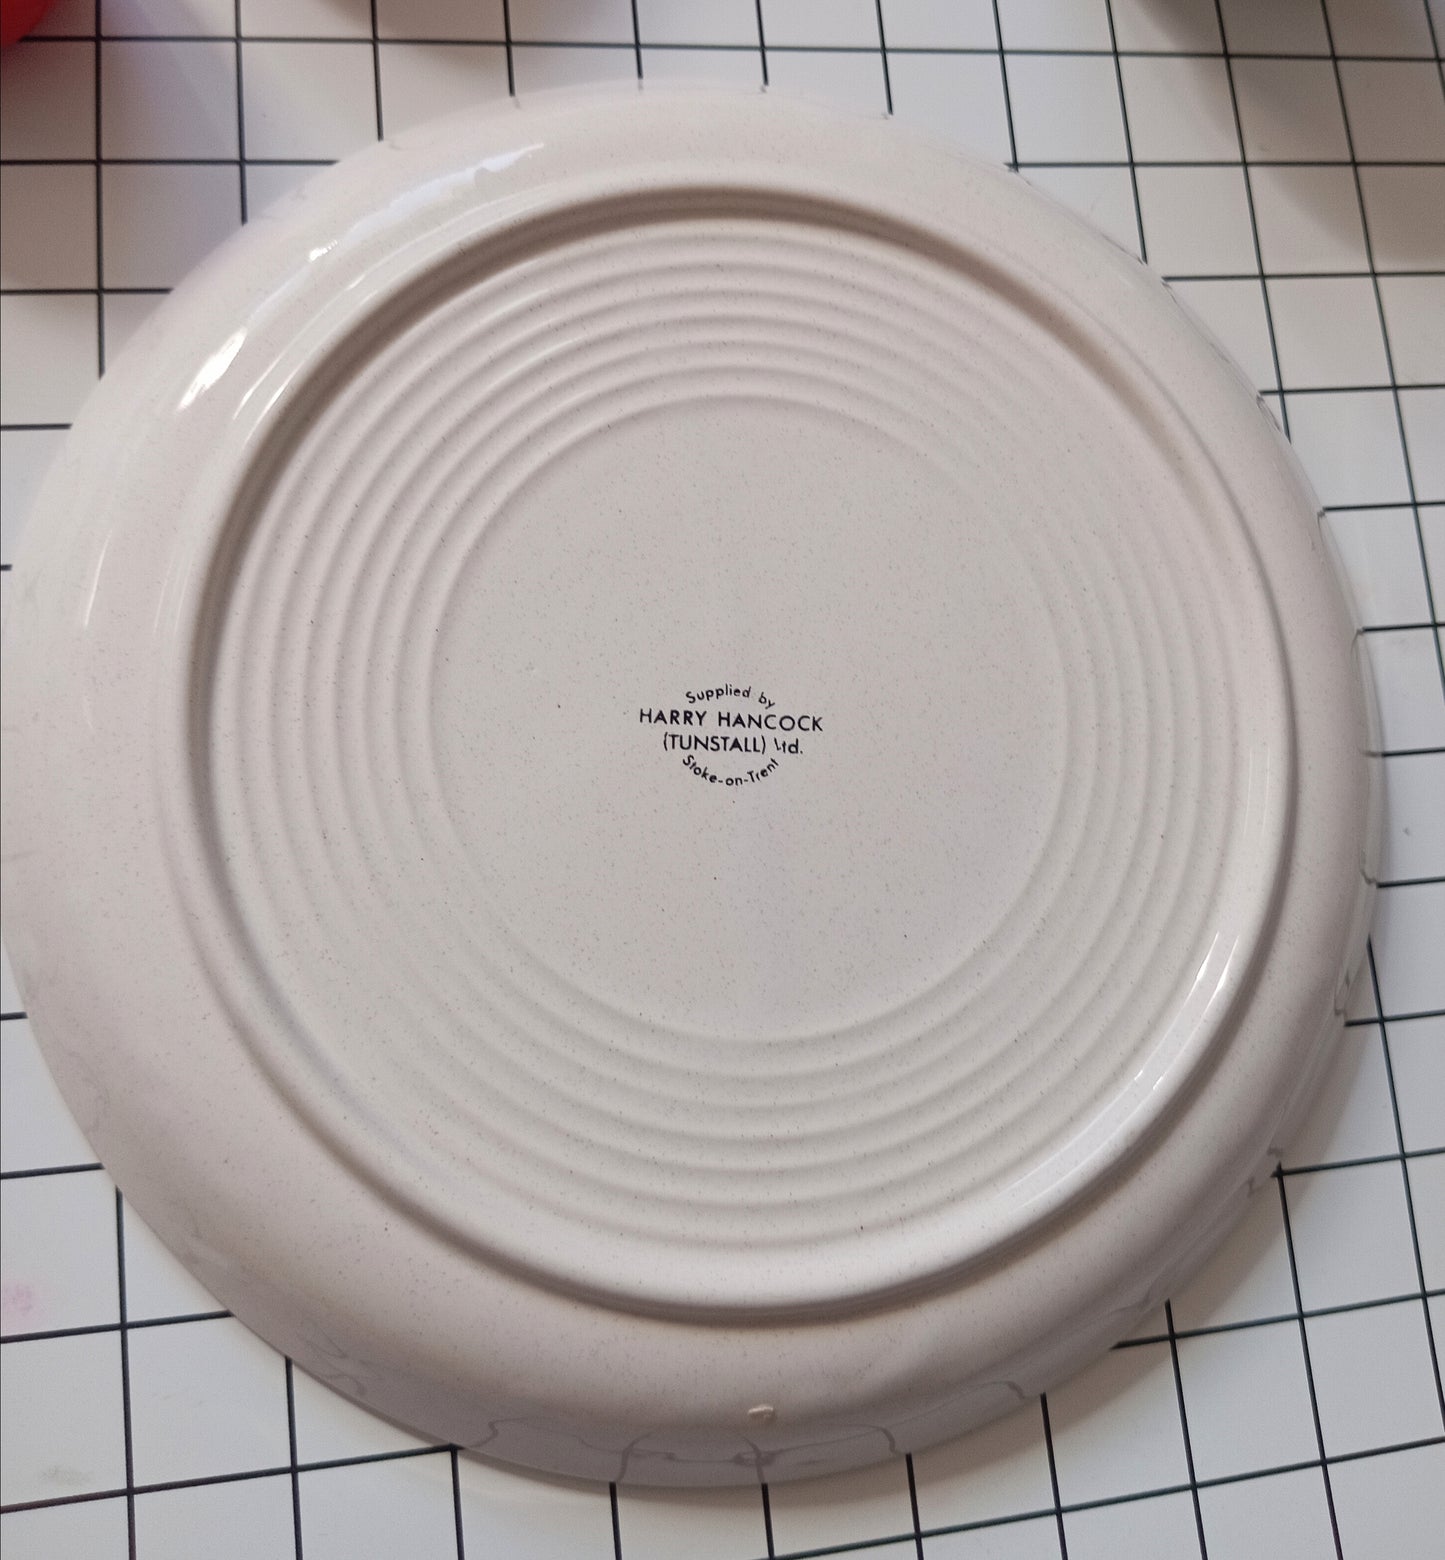 Supplied by
HARRY HANCOCK
(TUNSTALL) Ltd.
Stoke-on-Trent